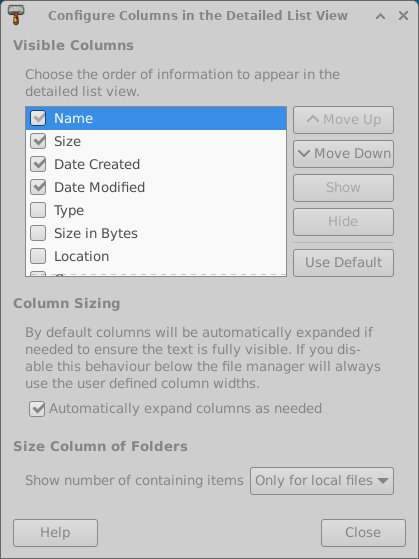 Configure Columns in the Detailed List View
Visible Columns
Choose the order of information to appear in the
detailed list view.
Name
Size
Date Created
Date Modified
Type
Size in Bytes
Location
Move Up
Move Down
Show
Hide
Use Default
Column Sizing
By default columns will be automatically expanded if
needed to ensure the text is fully visible. If you dis-
able this behaviour below the file manager will always
use the user defined column widths.
Automatically expand columns as needed
Size Column of Folders
Show number of containing items
Only for local files
Help
Close